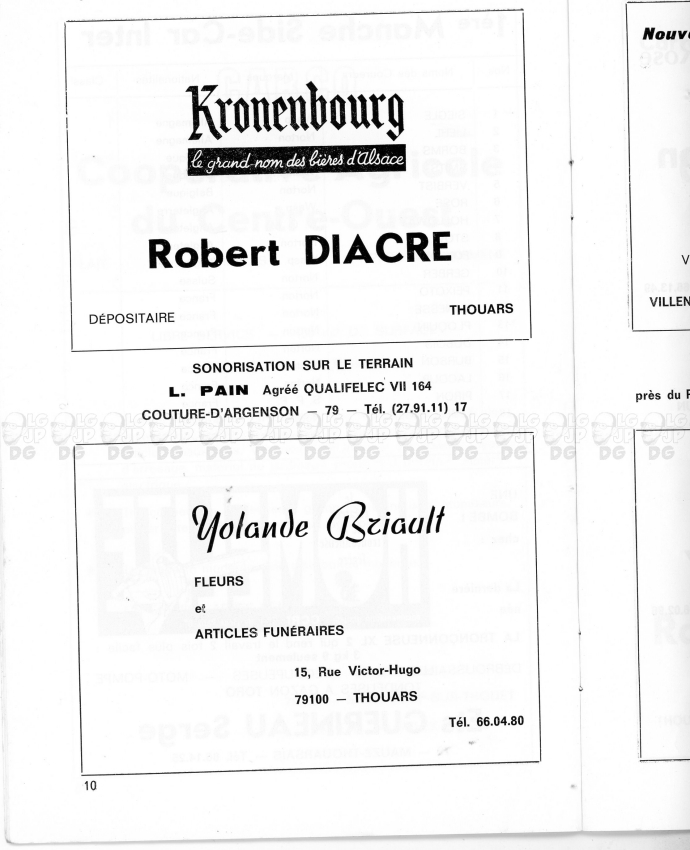 Kronenbourg
le grand nom des bières d'Alsace
Robert DIACRE
DÉPOSITAIRE
THOUARS
SONORISATION SUR LE TERRAIN
L. PAIN Agréé QUALIFELEC VII 164
COUTURE-D'ARGENSON — 79 — Tél. (27.91.11) 17
Yolande Briault
FLEURS
et
ARTICLES FUNÉRAIRES
15, Rue Victor-Hugo
79100 — THOUARS
Tél. 66.04.80
10
près du